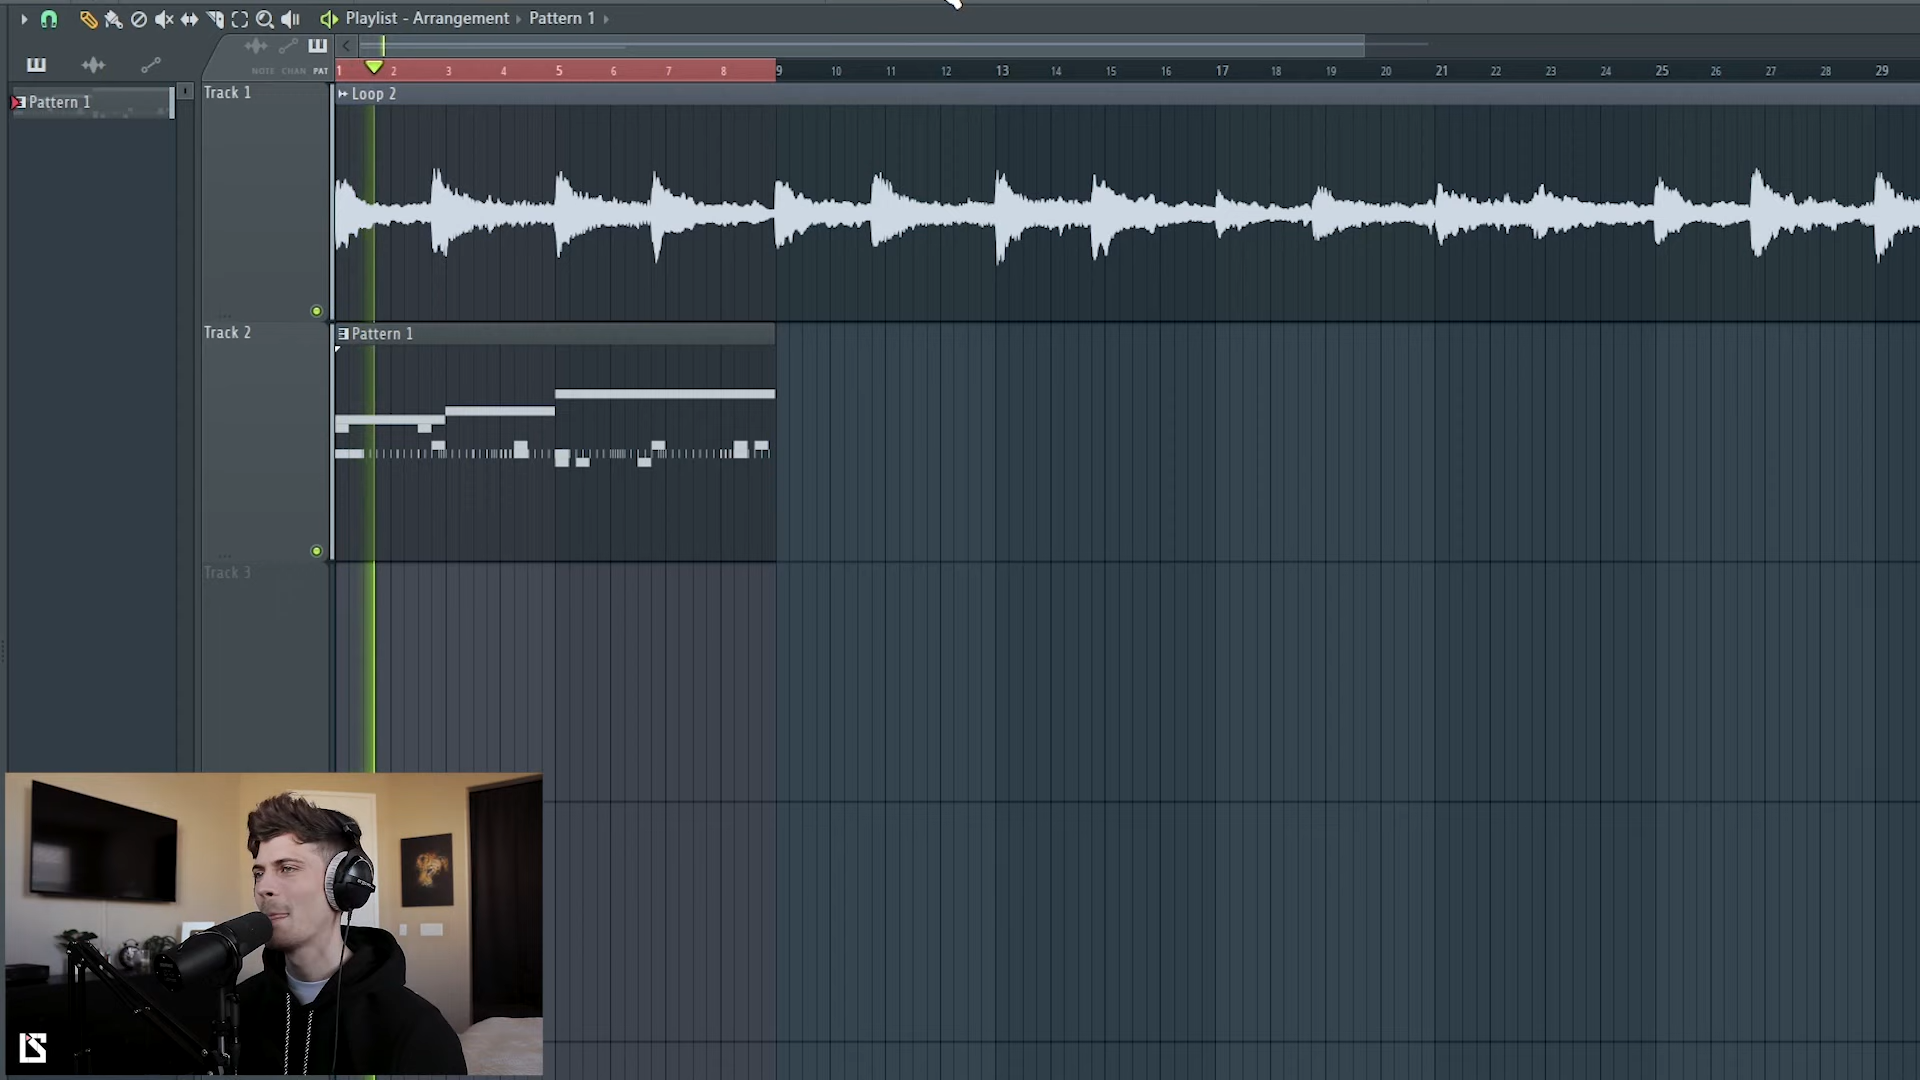 Playlist - Arrangement › Pattern 1 ›
NOTE CHAN PAT
1 2 3 4 5 6 7 8 9 10 11 12 13 14 15 16 17 18 19 20 21 22 23 24 25 26 27 28 29
Pattern 1
Track 1
Loop 2
Track 2
Pattern 1
Track 3
LS